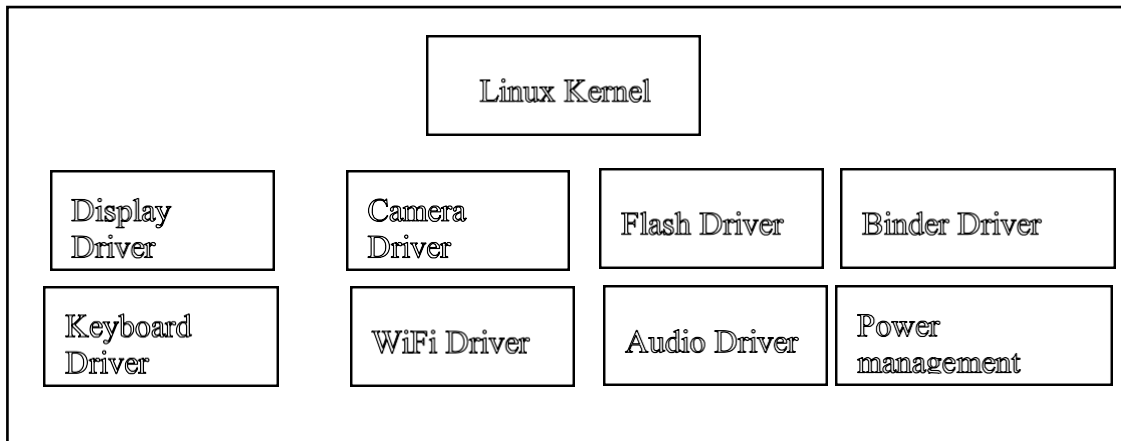 Linux Kernel
Display
Driver
Camera
Driver
Flash Driver
Binder Driver
Keyboard
Driver
WiFi Driver
Audio Driver
Power
management